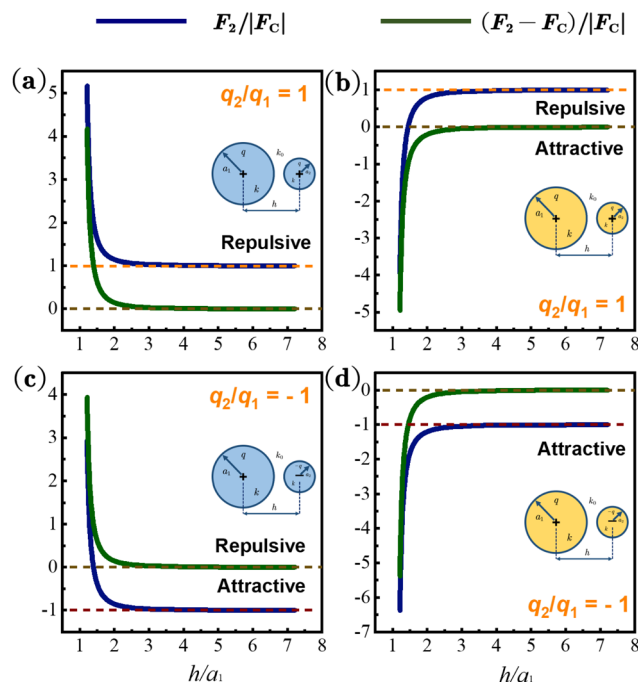 F₂/|F_C| (F₂ − F_C)/|F_C|
(a)
q₂/q₁ = 1
5
4
3
2
1
0
q
a₁
k
k₀
h
Repulsive
1 2 3 4 5 6 7 8
(b)
1
0
-1
-2
-3
-4
-5
Repulsive
Attractive
q
a₁
k
k₀
h
q₂/q₁ = 1
1 2 3 4 5 6 7 8
(c)
q₂/q₁ = - 1
4
3
2
1
0
-1
q
-q
a₁
k
k₀
h
Repulsive
Attractive
1 2 3 4 5 6 7 8
h/a₁
(d)
0
-1
-2
-3
-4
-5
-6
-7
Attractive
q
-q
a₁
k
k₀
h
q₂/q₁ = - 1
1 2 3 4 5 6 7 8
h/a₁